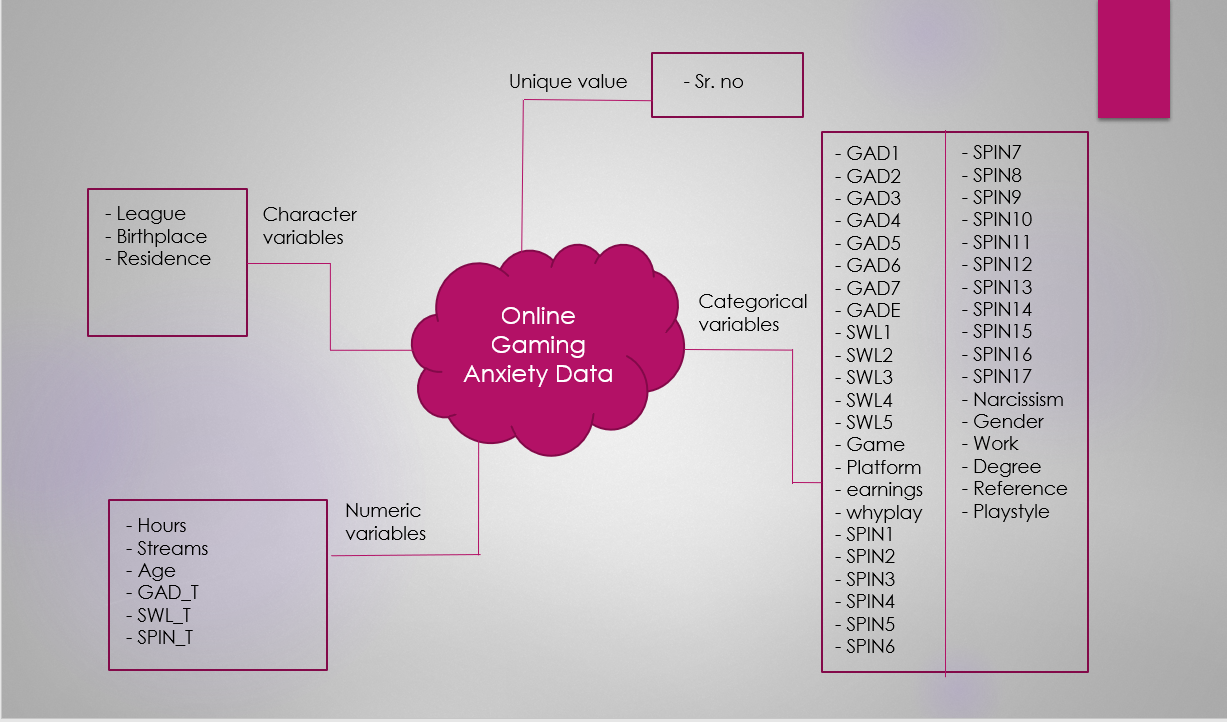 Unique value
- Sr. no
Character
variables
- League
- Birthplace
- Residence
Online
Gaming
Anxiety Data
Categorical
variables
- GAD1
- GAD2
- GAD3
- GAD4
- GAD5
- GAD6
- GAD7
- GADE
- SWL1
- SWL2
- SWL3
- SWL4
- SWL5
- Game
- Platform
- earnings
- whyplay
- SPIN1
- SPIN2
- SPIN3
- SPIN4
- SPIN5
- SPIN6
- SPIN7
- SPIN8
- SPIN9
- SPIN10
- SPIN11
- SPIN12
- SPIN13
- SPIN14
- SPIN15
- SPIN16
- SPIN17
- Narcissism
- Gender
- Work
- Degree
- Reference
- Playstyle
Numeric
variables
- Hours
- Streams
- Age
- GAD_T
- SWL_T
- SPIN_T